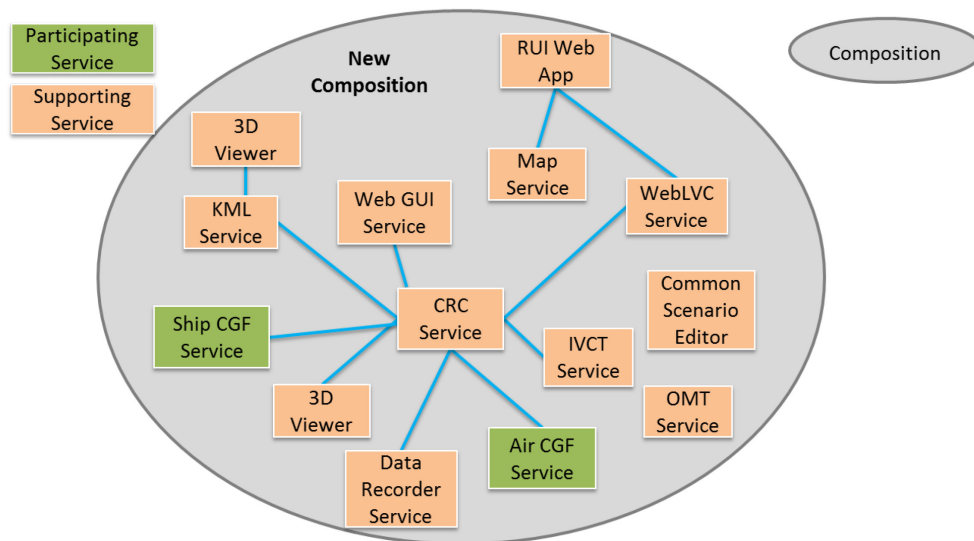 Participating
Service
Supporting
Service
New
Composition
RUI Web
App
Composition
3D
Viewer
Map
Service
KML
Service
Web GUI
Service
WebLVC
Service
CRC
Service
Common
Scenario
Editor
Ship CGF
Service
IVCT
Service
3D
Viewer
OMT
Service
Air CGF
Service
Data
Recorder
Service